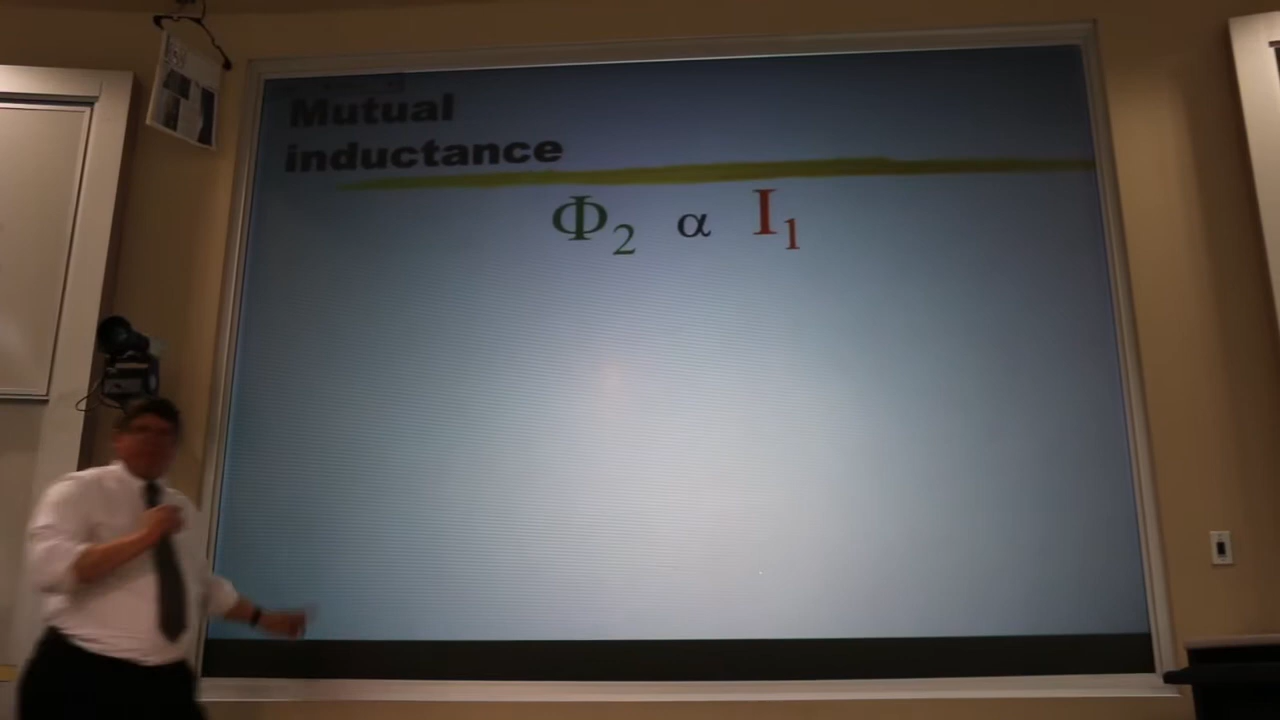 Mutual
inductance
Φ₂ α I₁